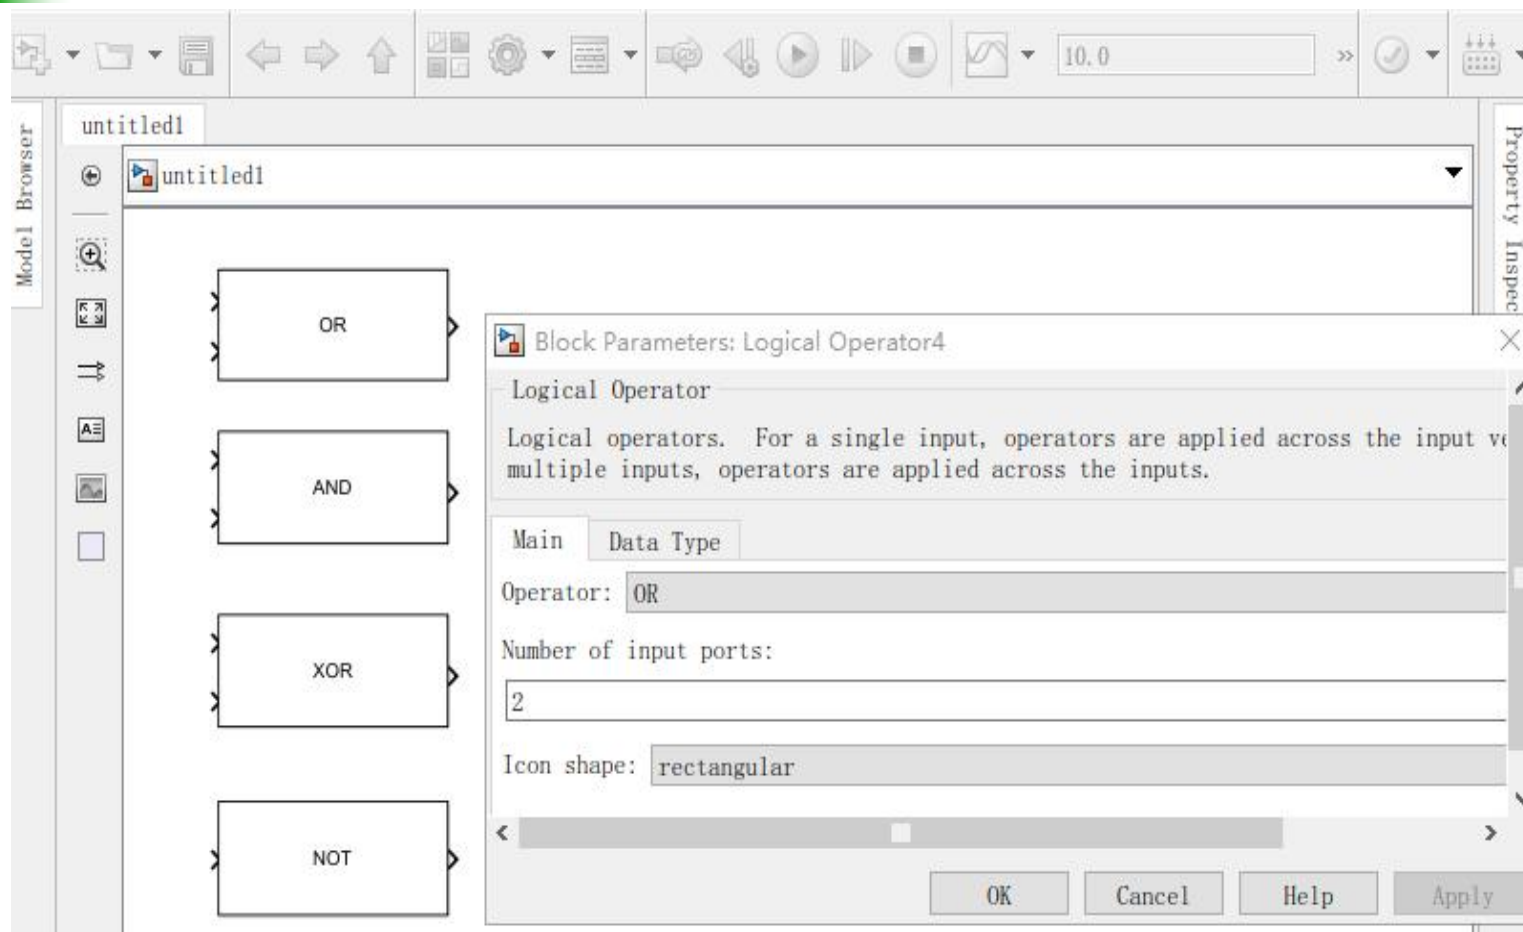 10.0
»
untitled1
untitled1
Model Browser
Property Inspec
OR
AND
XOR
NOT
Block Parameters: Logical Operator4
Logical Operator
Logical operators. For a single input, operators are applied across the input ve
multiple inputs, operators are applied across the inputs.
Main Data Type
Operator: OR
Number of input ports:
2
Icon shape: rectangular
OK Cancel Help Apply